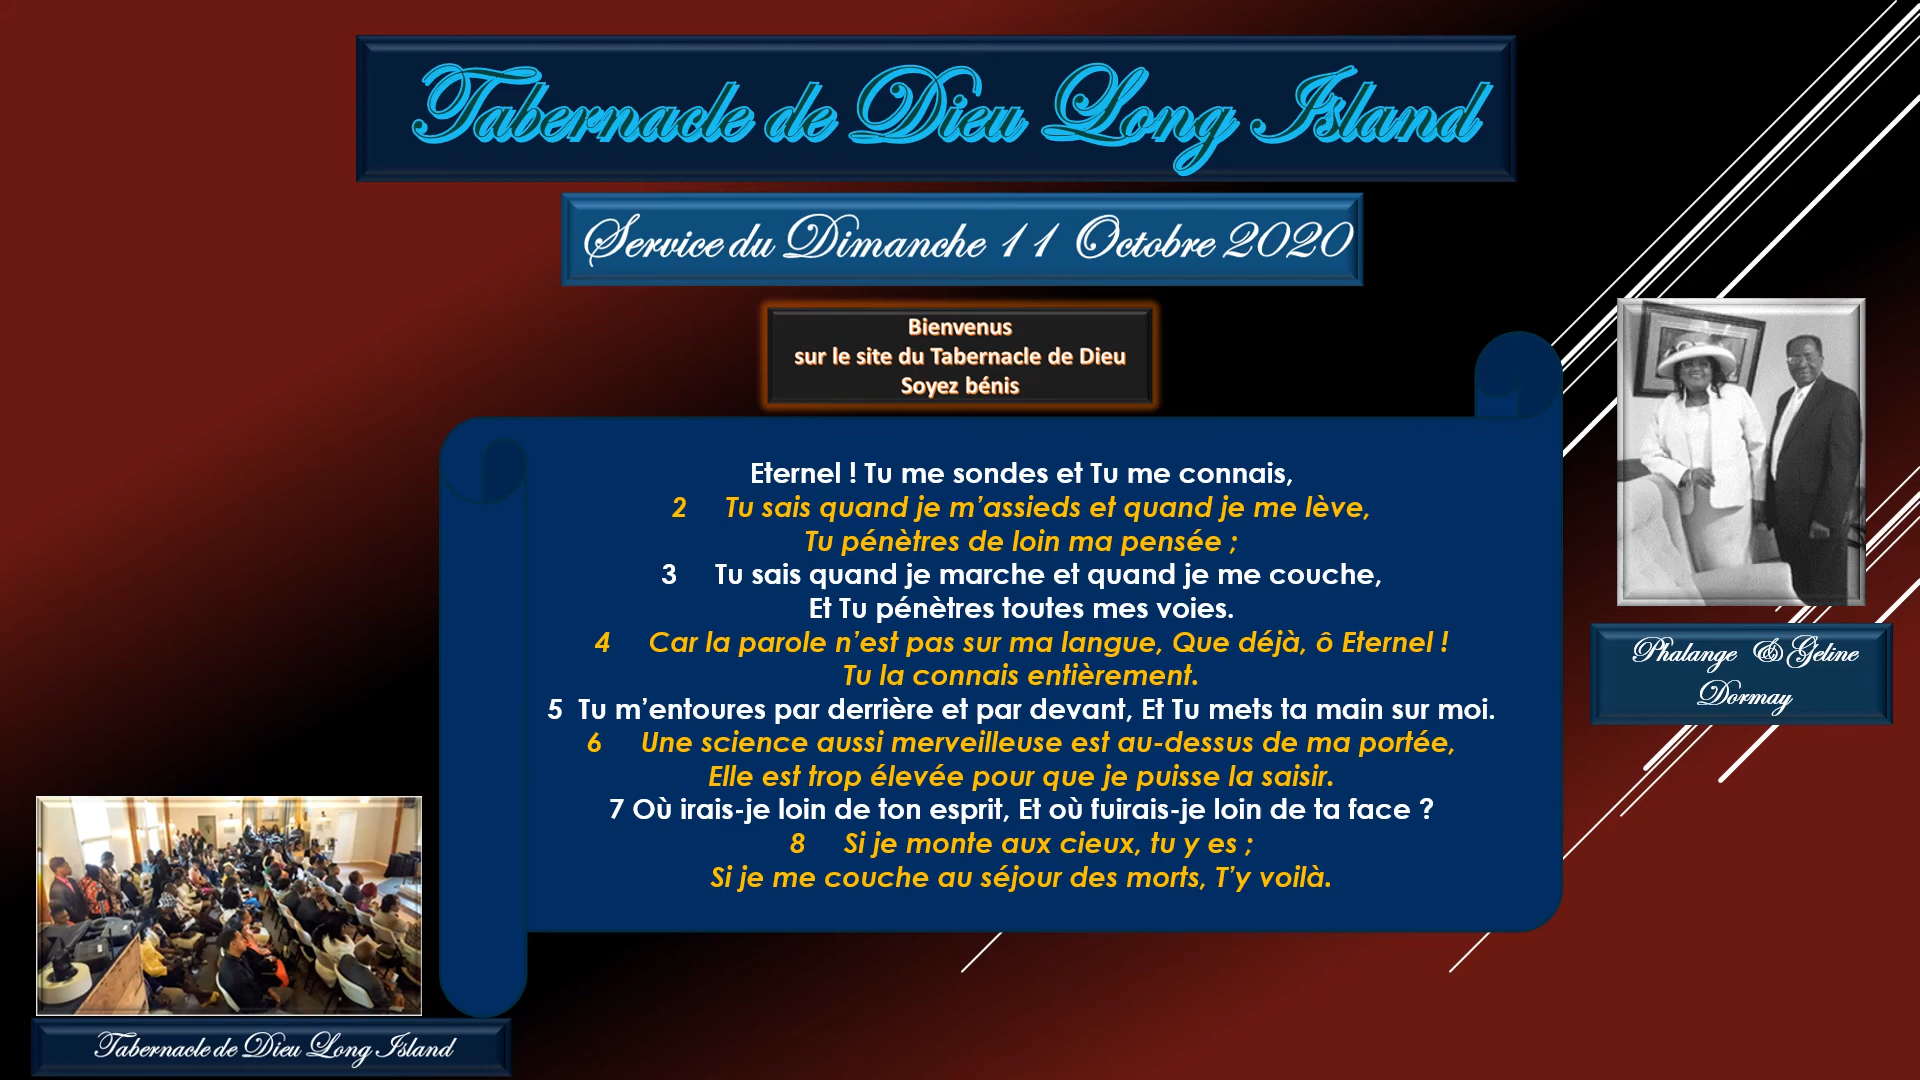 Tabernacle de Dieu Long Island
Service du Dimanche 11 Octobre 2020
Bienvenus
sur le site du Tabernacle de Dieu
Soyez bénis
Eternel ! Tu me sondes et Tu me connais,
2 Tu sais quand je m’assieds et quand je me lève,
Tu pénètres de loin ma pensée ;
3 Tu sais quand je marche et quand je me couche,
Et Tu pénètres toutes mes voies.
4 Car la parole n’est pas sur ma langue, Que déjà, ô Eternel !
Tu la connais entièrement.
5 Tu m’entoures par derrière et par devant, Et Tu mets ta main sur moi.
6 Une science aussi merveilleuse est au-dessus de ma portée,
Elle est trop élevée pour que je puisse la saisir.
7 Où irais-je loin de ton esprit, Et où fuirais-je loin de ta face ?
8 Si je monte aux cieux, tu y es ;
Si je me couche au séjour des morts, T’y voilà.
Phalange & Geline
Dormay
Tabernacle de Dieu Long Island